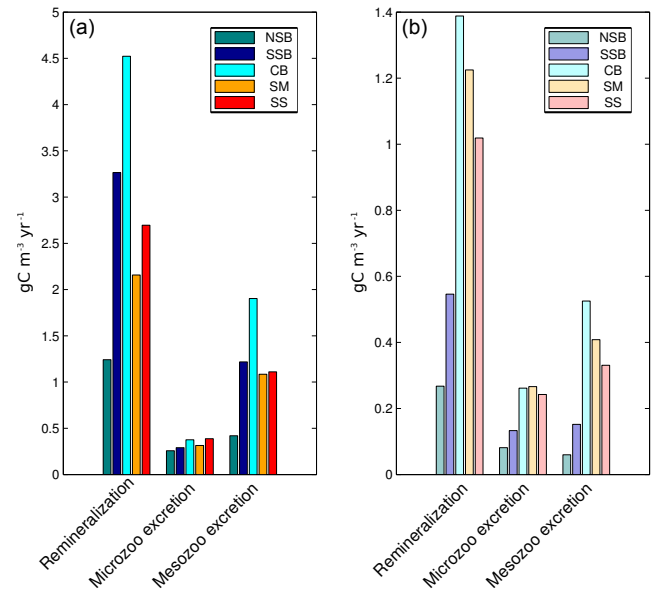 (a)
NSB
SSB
CB
SM
SS
gC m⁻³ yr⁻¹
5
4.5
4
3.5
3
2.5
2
1.5
1
0.5
0
Remineralization
Microzoo excretion
Mesozoo excretion
(b)
NSB
SSB
CB
SM
SS
gC m⁻³ yr⁻¹
1.4
1.2
1
0.8
0.6
0.4
0.2
0
Remineralization
Microzoo excretion
Mesozoo excretion